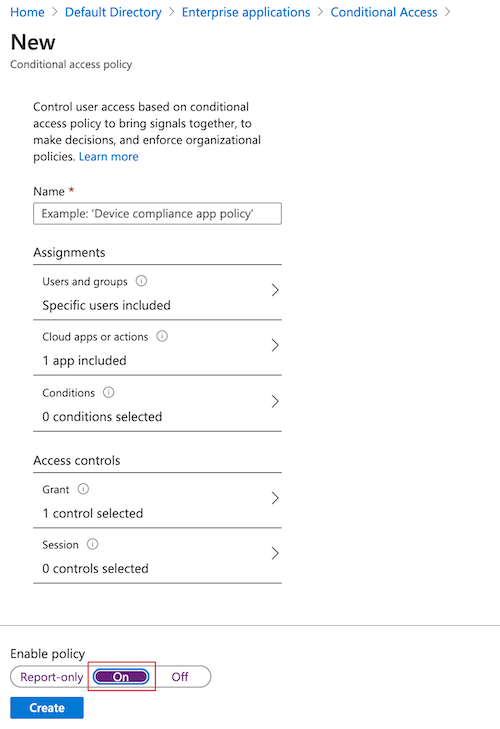 Home > Default Directory > Enterprise applications > Conditional Access >
New
Conditional access policy
Control user access based on conditional
access policy to bring signals together, to
make decisions, and enforce organizational
policies. Learn more
Name *
Example: 'Device compliance app policy'
Assignments
Users and groups
Specific users included
Cloud apps or actions
1 app included
Conditions
0 conditions selected
Access controls
Grant
1 control selected
Session
0 controls selected
Enable policy
Report-only On Off
Create